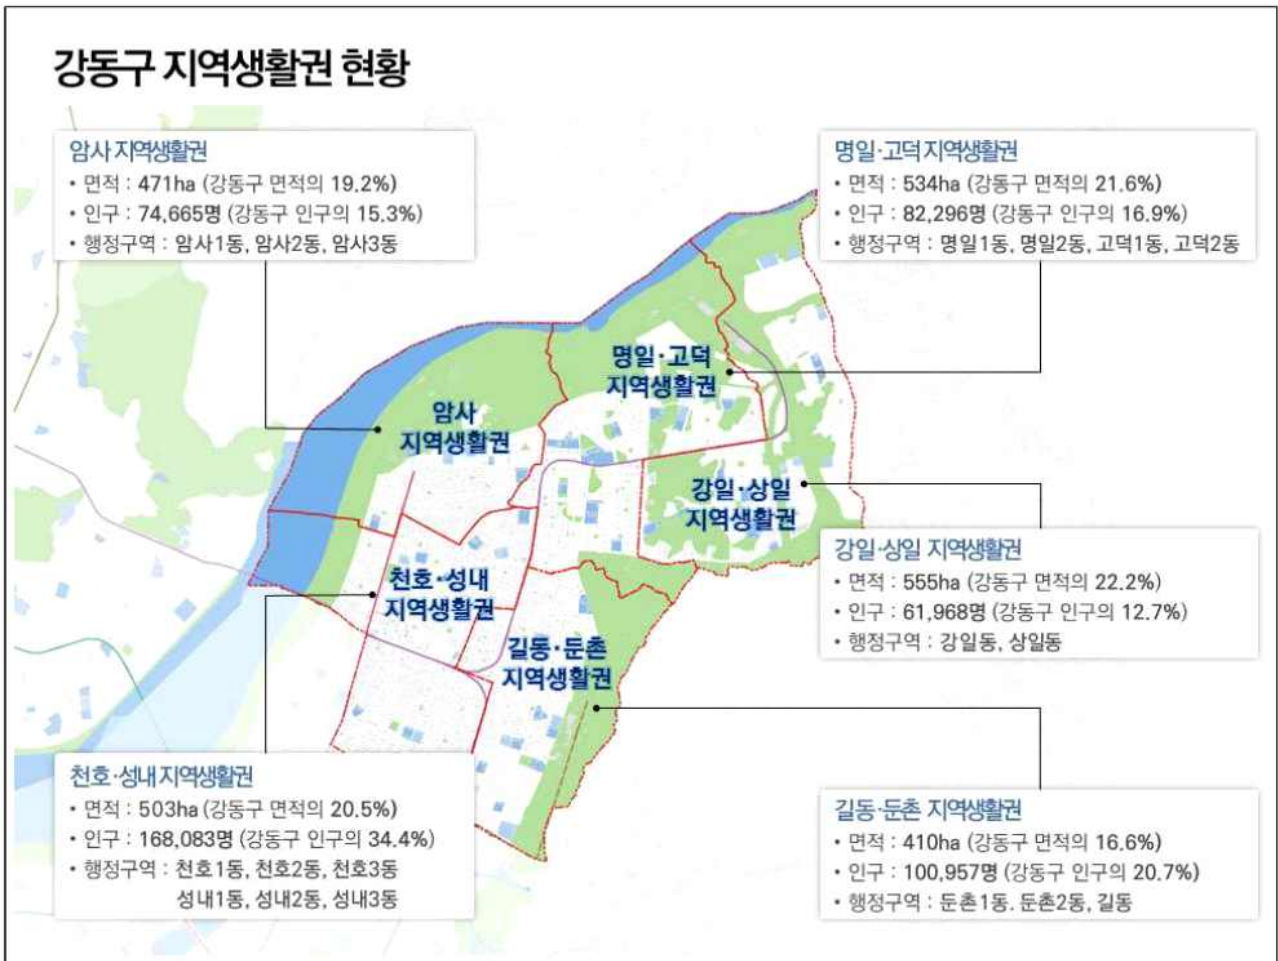 강동구 지역생활권 현황
암사 지역생활권
• 면적 : 471ha (강동구 면적의 19.2%)
• 인구 : 74,665명 (강동구 인구의 15.3%)
• 행정구역 : 암사1동, 암사2동, 암사3동
명일·고덕 지역생활권
• 면적 : 534ha (강동구 면적의 21.6%)
• 인구 : 82,296명 (강동구 인구의 16.9%)
• 행정구역 : 명일1동, 명일2동, 고덕1동, 고덕2동
명일·고덕
지역생활권
암사
지역생활권
강일·상일
지역생활권
천호·성내
지역생활권
길동·둔촌
지역생활권
강일·상일 지역생활권
• 면적 : 555ha (강동구 면적의 22.2%)
• 인구 : 61,968명 (강동구 인구의 12.7%)
• 행정구역 : 강일동, 상일동
천호·성내 지역생활권
• 면적 : 503ha (강동구 면적의 20.5%)
• 인구 : 168,083명 (강동구 인구의 34.4%)
• 행정구역 : 천호1동, 천호2동, 천호3동
성내1동, 성내2동, 성내3동
길동·둔촌 지역생활권
• 면적 : 410ha (강동구 면적의 16.6%)
• 인구 : 100,957명 (강동구 인구의 20.7%)
• 행정구역 : 둔촌1동. 둔촌2동, 길동